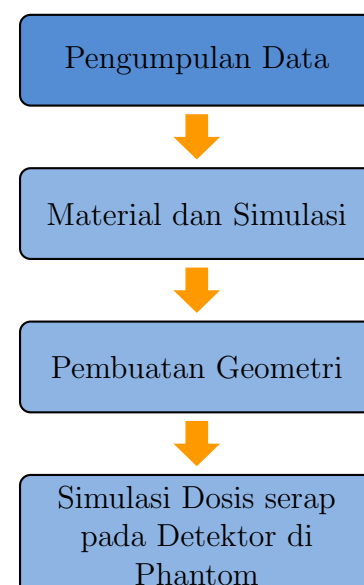 Pengumpulan Data
Material dan Simulasi
Pembuatan Geometri
Simulasi Dosis serap
pada Detektor di
Phantom